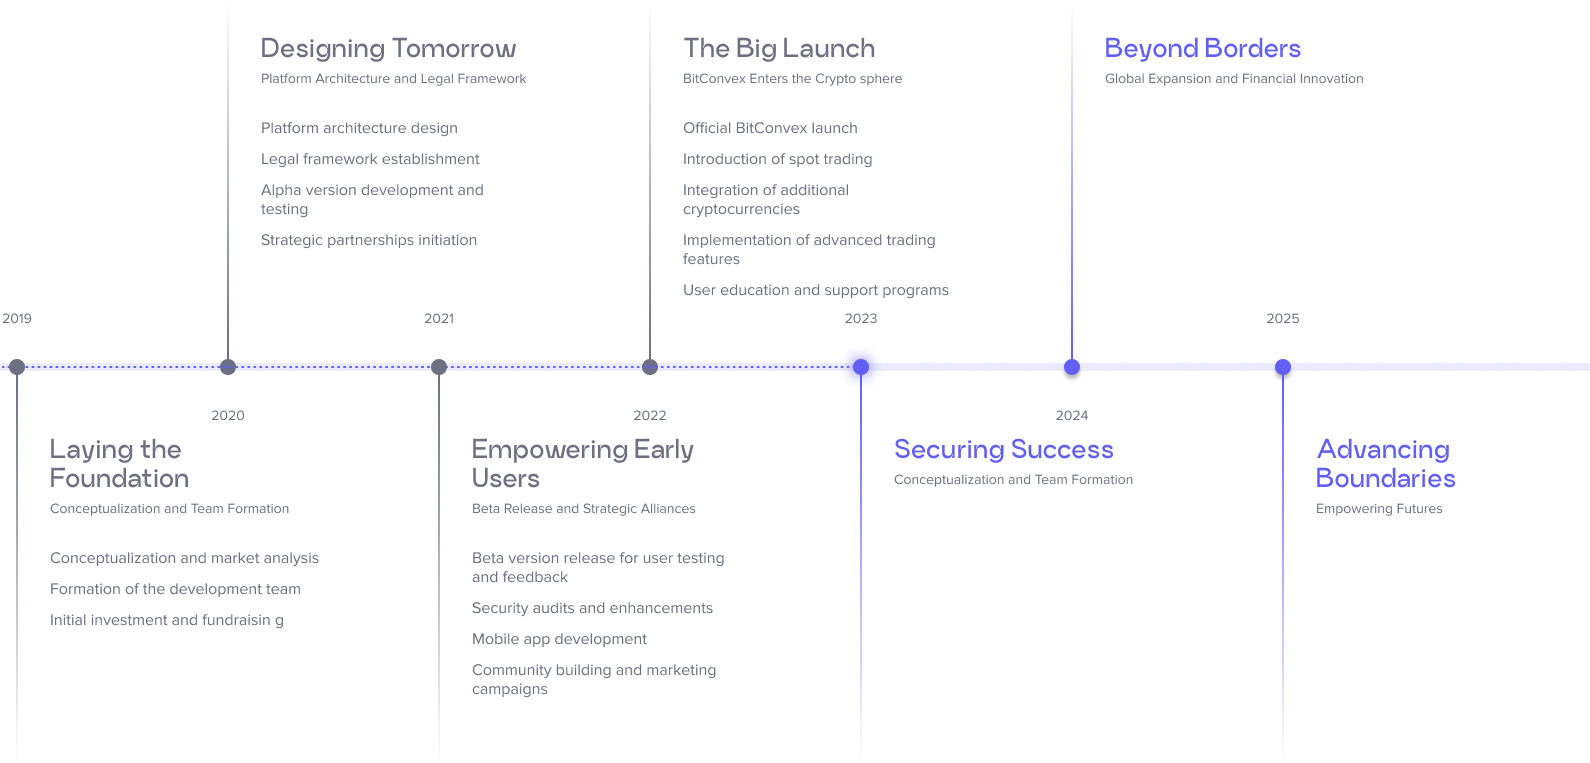 Designing Tomorrow
Platform Architecture and Legal Framework
Platform architecture design
Legal framework establishment
Alpha version development and
testing
Strategic partnerships initiation
The Big Launch
BitConvex Enters the Crypto sphere
Official BitConvex launch
Introduction of spot trading
Integration of additional
cryptocurrencies
Implementation of advanced trading
features
User education and support programs
Beyond Borders
Global Expansion and Financial Innovation
2019
2021
2023
2025
2020
2022
2024
Laying the
Foundation
Conceptualization and Team Formation
Conceptualization and market analysis
Formation of the development team
Initial investment and fundraisin g
Empowering Early
Users
Beta Release and Strategic Alliances
Beta version release for user testing
and feedback
Security audits and enhancements
Mobile app development
Community building and marketing
campaigns
Securing Success
Conceptualization and Team Formation
Advancing
Boundaries
Empowering Futures